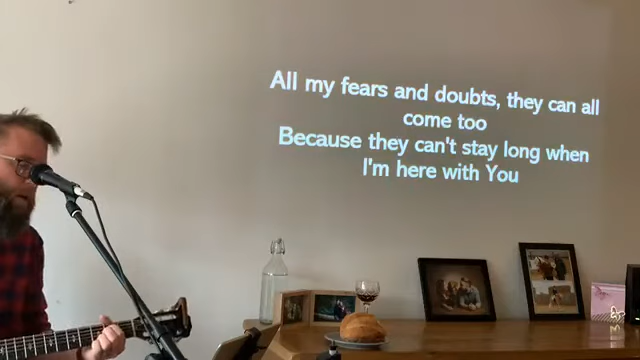 All my fears and doubts, they can all
come too
Because they can't stay long when
I'm here with You